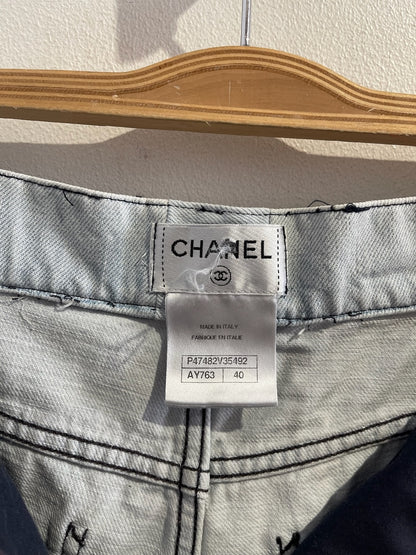 CHANEL
MADE IN ITALY
FABRIQUE EN ITALIE
P47482V35492
AY763 40